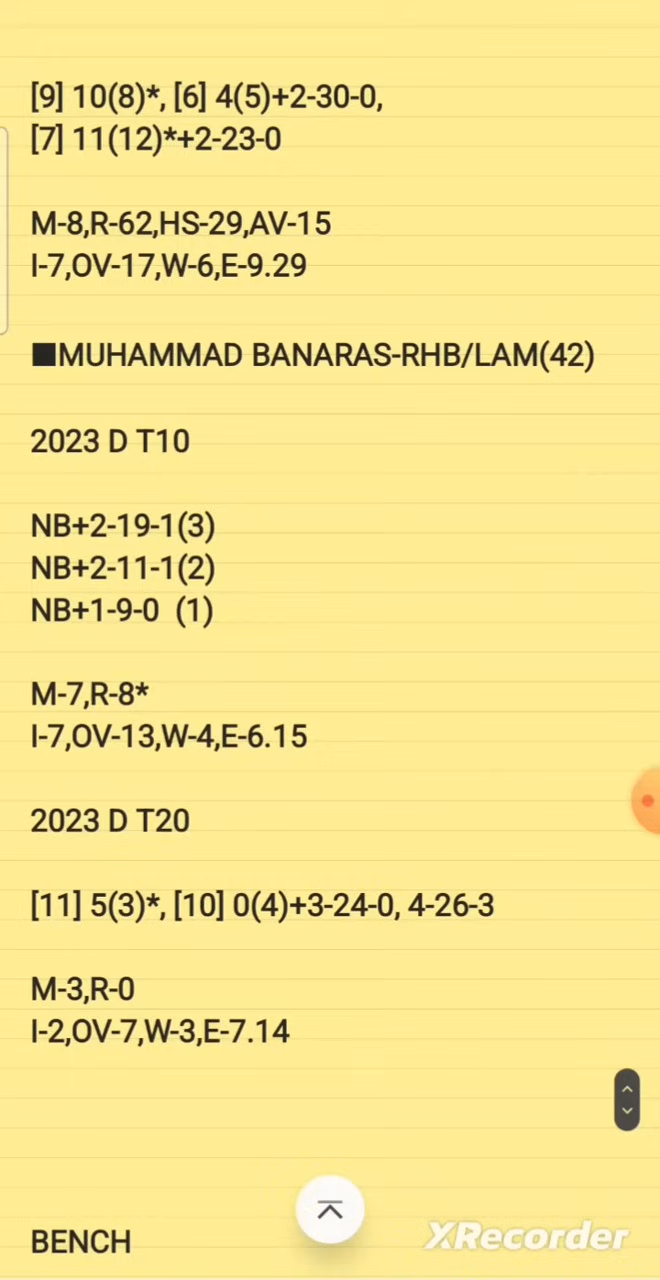 [9] 10(8)*, [6] 4(5)+2-30-0,
[7] 11(12)*+2-23-0
M-8,R-62,HS-29,AV-15
I-7,OV-17,W-6,E-9.29
■MUHAMMAD BANARAS-RHB/LAM(42)
2023 D T10
NB+2-19-1(3)
NB+2-11-1(2)
NB+1-9-0 (1)
M-7,R-8*
I-7,OV-13,W-4,E-6.15
2023 D T20
[11] 5(3)*, [10] 0(4)+3-24-0, 4-26-3
M-3,R-0
I-2,OV-7,W-3,E-7.14
BENCH
XRecorder